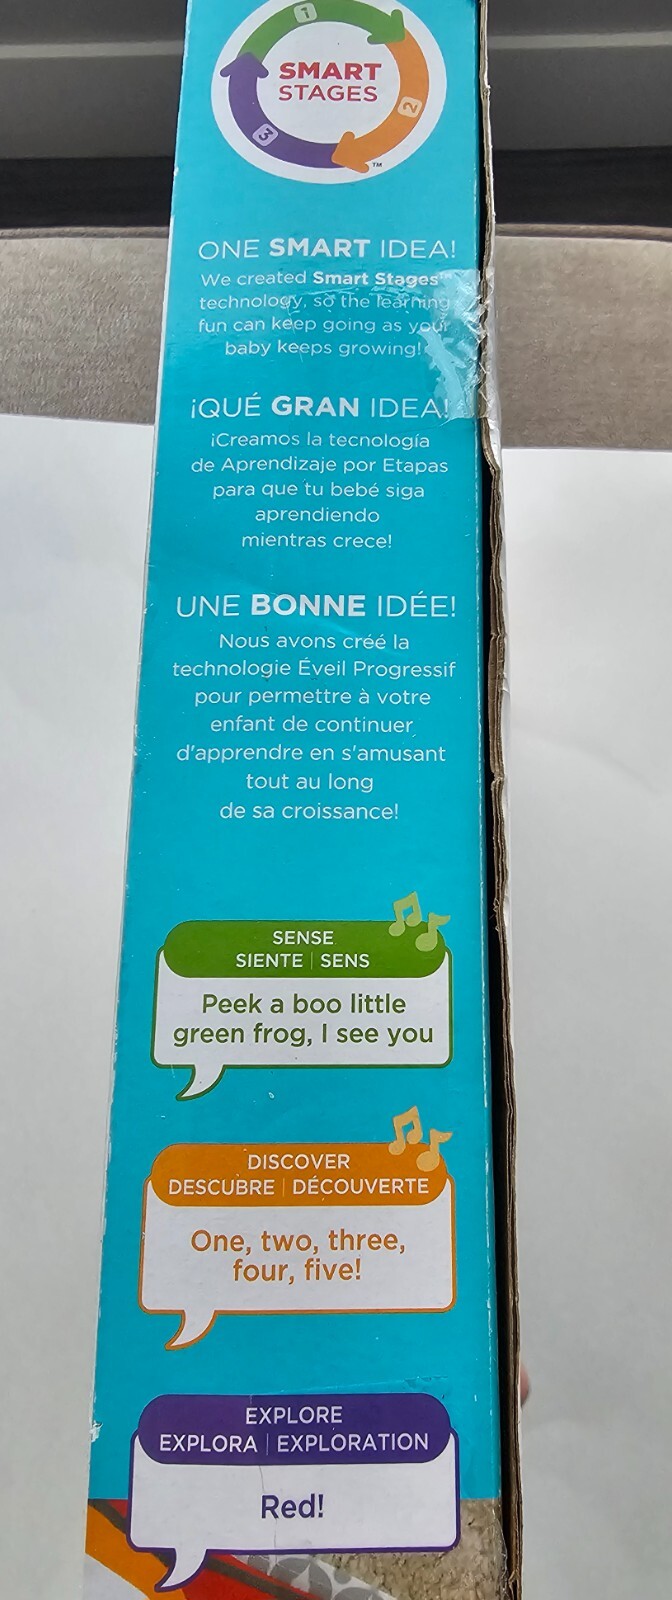 1
SMART
STAGES
2
3
™
ONE SMART IDEA!
We created Smart Stages™
technology, so the learning
fun can keep going as your
baby keeps growing!
¡QUÉ GRAN IDEA!
¡Creamos la tecnología
de Aprendizaje por Etapas
para que tu bebé siga
aprendiendo
mientras crece!
UNE BONNE IDÉE!
Nous avons créé la
technologie Éveil Progressif
pour permettre à votre
enfant de continuer
d'apprendre en s'amusant
tout au long
de sa croissance!
SENSE
SIENTE | SENS
Peek a boo little
green frog, I see you
DISCOVER
DESCUBRE | DÉCOUVERTE
One, two, three,
four, five!
EXPLORE
EXPLORA | EXPLORATION
Red!